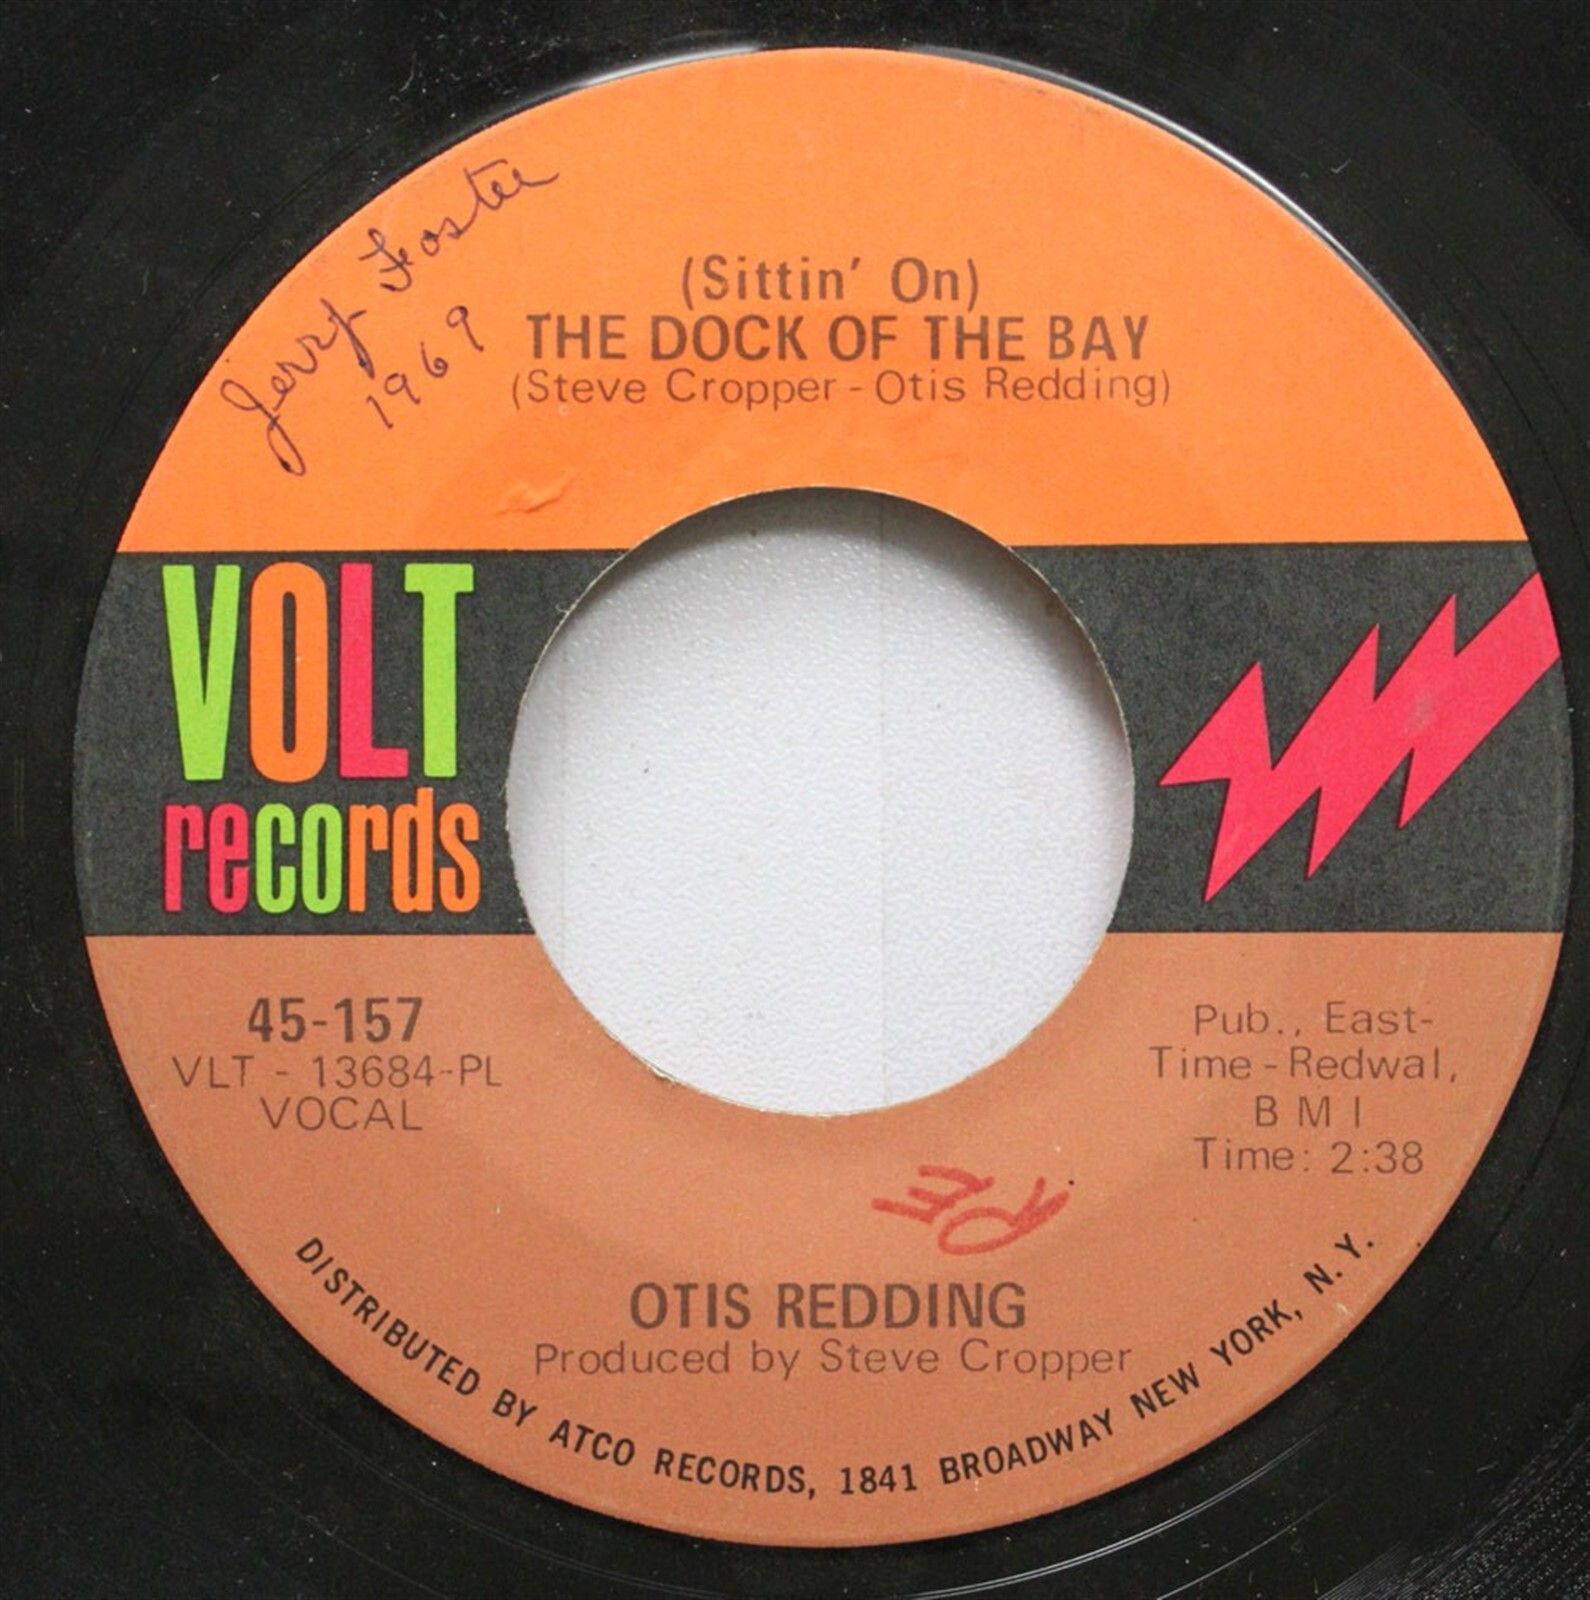 Jerry Foster
1969
(Sittin' On)
THE DOCK OF THE BAY
(Steve Cropper - Otis Redding)
VOLT
records
45-157
VLT - 13684-PL
VOCAL
Pub., East-
Time - Redwal,
B M I
Time: 2:38
OTIS REDDING
Produced by Steve Cropper
DISTRIBUTED BY ATCO RECORDS, 1841 BROADWAY NEW YORK, N. Y.